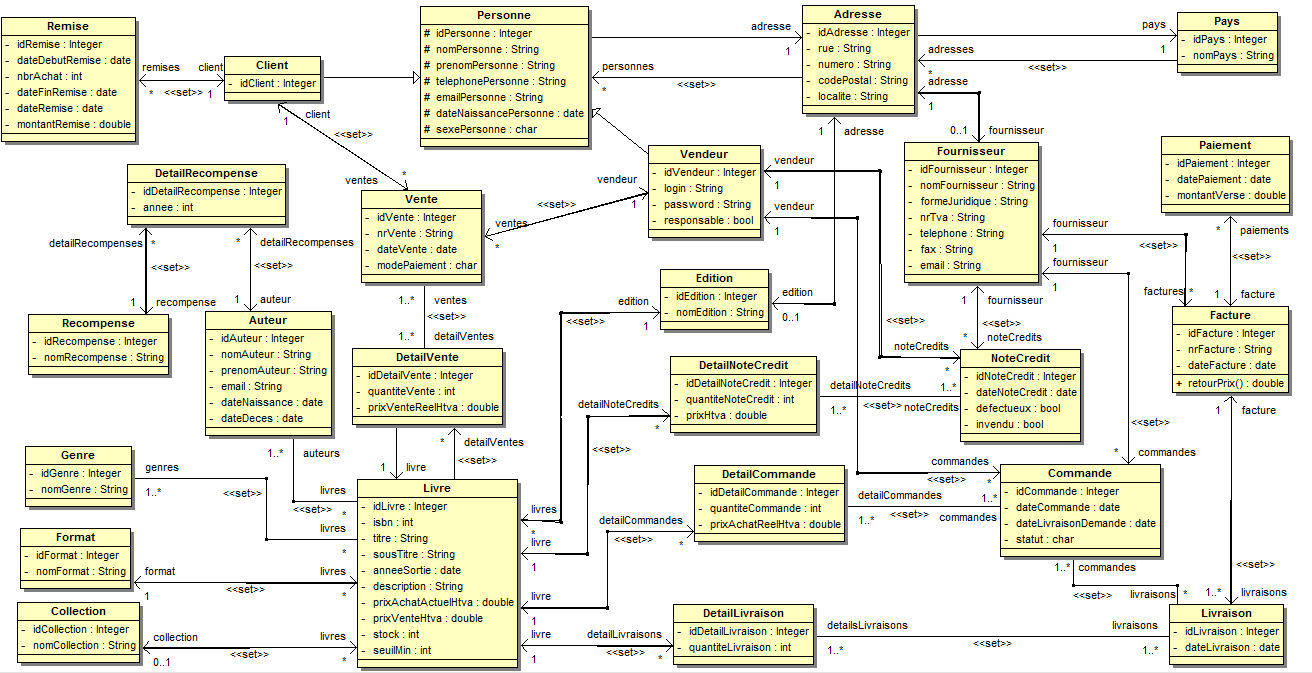 Remise
- idRemise : Integer
- dateDebutRemise : date
- nbrAchat : int
- dateFinRemise : date
- dateRemise : date
- montantRemise : double
remises
client
* <<set>> 1
Client
- idClient : Integer
Personne
# idPersonne : Integer
# nomPersonne : String
# prenomPersonne : String
# telephonePersonne : String
# emailPersonne : String
# dateNaissancePersonne : date
# sexePersonne : char
adresse
1
personnes
* <<set>>
Adresse
- idAdresse : Integer
- rue : String
- numero : String
- codePostal : String
- localite : String
pays
1
adresses
* <<set>>
Pays
- idPays : Integer
- nomPays : String
adresse
1
0..1 fournisseur
1 adresse
client
1
<<set>>
ventes *
DetailRecompense
- idDetailRecompense : Integer
- annee : int
detailRecompenses *
<<set>>
1 recompense
* detailRecompenses
<<set>>
1 auteur
Vente
- idVente : Integer
- nrVente : String
- dateVente : date
- modePaiement : char
vendeur
1
<<set>>
ventes
*
Vendeur
- idVendeur : Integer
- login : String
- password : String
- responsable : bool
vendeur
1
vendeur
1
Fournisseur
- idFournisseur : Integer
- nomFournisseur : String
- formeJuridique : String
- nrTva : String
- telephone : String
- fax : String
- email : String
Paiement
- idPaiement : Integer
- datePaiement : date
- montantVerse : double
* paiements
<<set>>
1 facture
fournisseur
1
<<set>>
factures *
fournisseur
1
Recompense
- idRecompense : Integer
- nomRecompense : String
Auteur
- idAuteur : Integer
- nomAuteur : String
- prenomAuteur : String
- email : String
- dateNaissance : date
- dateDeces : date
1..* ventes
<<set>>
1..* detailVentes
DetailVente
- idDetailVente : Integer
- quantiteVente : int
- prixVenteReelHtva : double
Edition
- idEdition : Integer
- nomEdition : String
edition
1
<<set>>
edition
0..1
1 fournisseur
<<set>>
* noteCredits
<<set>>
noteCredits
*
Facture
- idFacture : Integer
- nrFacture : String
- dateFacture : date
+ retourPrix() : double
1 facture
DetailNoteCredit
- idDetailNoteCredit : Integer
- quantiteNoteCredit : int
- prixHtva : double
detailNoteCredits
*
<<set>>
detailNoteCredits
1..*
1..*
<<set>> noteCredits
NoteCredit
- idNoteCredit : Integer
- dateNoteCredit : date
- defectueux : bool
- invendu : bool
1 livre
* detailVentes
<<set>>
1..* auteurs
livres
<<set>> *
Genre
- idGenre : Integer
- nomGenre : String
genres
1..*
<<set>>
livres
*
Livre
- idLivre : Integer
- isbn : int
- titre : String
- sousTitre : String
- anneeSortie : date
- description : String
- prixAchatActuelHtva : double
- prixVenteHtva : double
- stock : int
- seuilMin : int
livres
*
livre
1
livre
1
livre
1
DetailCommande
- idDetailCommande : Integer
- quantiteCommande : int
- prixAchatReelHtva : double
detailCommandes
<<set>>
*
detailCommandes
1..*
<<set>>
1..*
commandes
commandes
<<set>> *
<<set>>
* commandes
Commande
- idCommande : Integer
- dateCommande : date
- dateLivraisonDemande : date
- statut : char
1..* commandes
<<set>>
livraisons *
<<set>>
1..* livraisons
Format
- idFormat : Integer
- nomFormat : String
format
1
<<set>>
livres
*
Collection
- idCollection : Integer
- nomCollection : String
collection
0..1
<<set>>
livres
*
DetailLivraison
- idDetailLivraison : Integer
- quantiteLivraison : int
detailLivraisons
<<set>> *
detailsLivraisons
1..*
<<set>>
livraisons
1..*
Livraison
- idLivraison : Integer
- dateLivraison : date